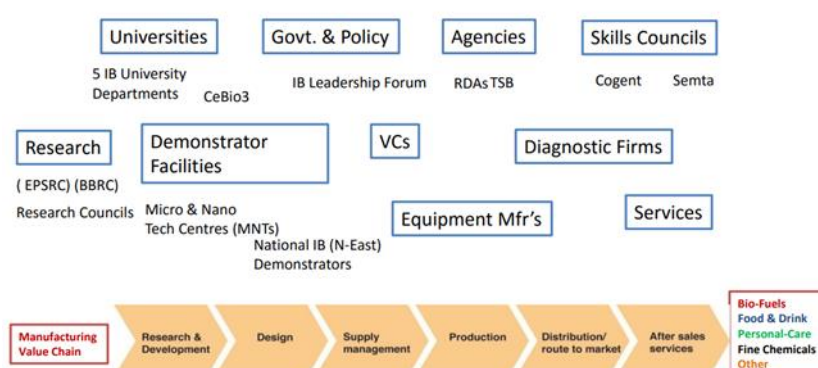 Universities
Govt. & Policy
Agencies
Skills Councils
5 IB University
Departments
CeBio3
IB Leadership Forum
RDAs TSB
Cogent
Semta
Research
Demonstrator
Facilities
VCs
Diagnostic Firms
( EPSRC) (BBRC)
Research Councils
Micro & Nano
Tech Centres (MNTs)
Equipment Mfr's
Services
National IB (N-East)
Demonstrators
Manufacturing
Value Chain
Research &
Development
Design
Supply
management
Production
Distribution/
route to market
After sales
services
Bio-Fuels
Food & Drink
Personal-Care
Fine Chemicals
Other